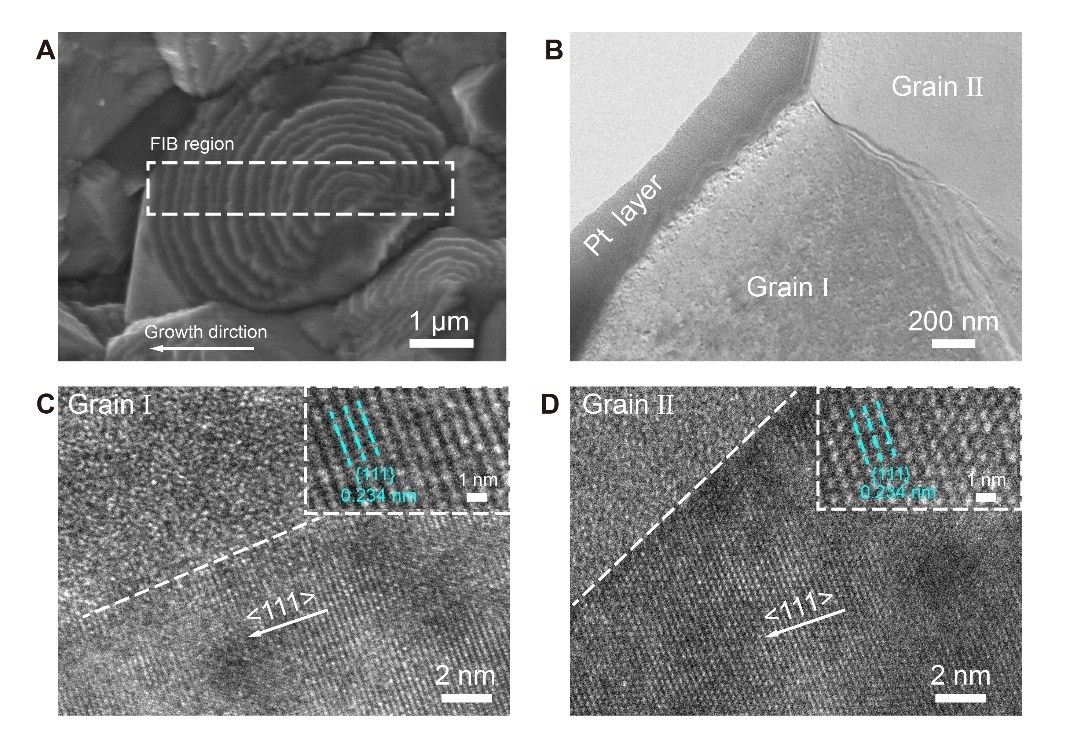 A
FIB region
Growth dirction
1 μm
B
Grain II
Pt layer
Grain I
200 nm
C
Grain I
{111}
0.234 nm
1 nm
<111>
2 nm
D
Grain II
{111}
0.234 nm
1 nm
<111>
2 nm